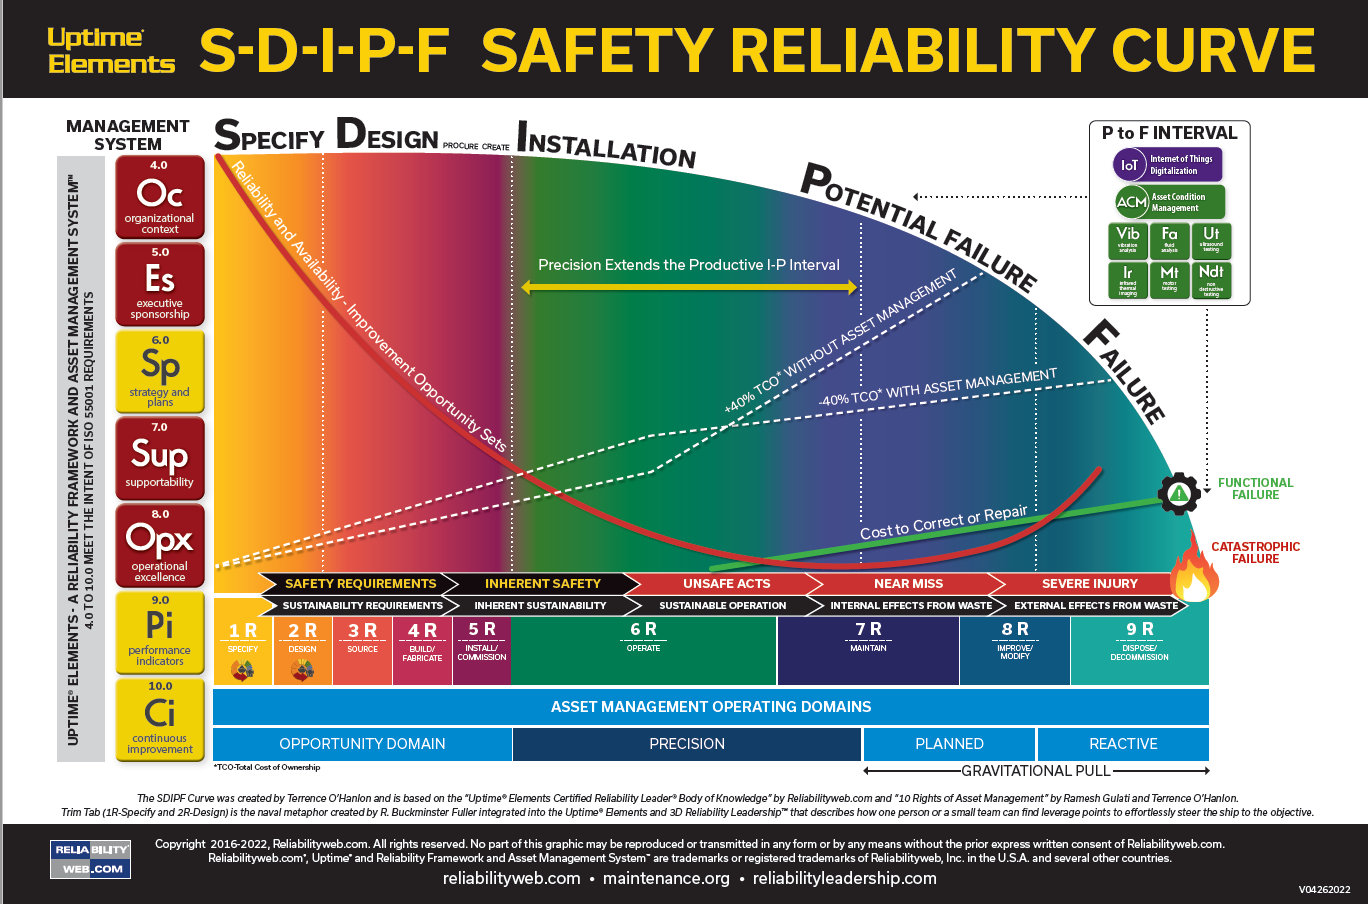 Uptime®
Elements
S-D-I-P-F SAFETY RELIABILITY CURVE
MANAGEMENT
SYSTEM
UPTIME® ELEMENTS - A RELIABILITY FRAMEWORK AND ASSET MANAGEMENT SYSTEM™
4.0 TO 10.0 MEET THE INTENT OF ISO 55001 REQUIREMENTS
4.0
Oc
organizational
context
5.0
Es
executive
sponsorship
6.0
Sp
strategy and
plans
7.0
Sup
supportability
8.0
Opx
operational
excellence
9.0
Pi
performance
indicators
10.0
Ci
continuous
improvement
SPECIFY DESIGN PROCURE CREATE INSTALLATION
POTENTIAL FAILURE
FAILURE
Reliability and Availability - Improvement Opportunity Sets
Precision Extends the Productive I-P Interval
+40% TCO* WITHOUT ASSET MANAGEMENT
-40% TCO* WITH ASSET MANAGEMENT
Cost to Correct or Repair
P to F INTERVAL
IoT
Internet of Things
Digitalization
ACM
Asset Condition
Management
Vib
vibration
analysis
Fa
fluid
analysis
Ut
ultrasound
testing
Ir
infrared
thermal
imaging
Mt
motor
testing
Ndt
non
destructive
testing
FUNCTIONAL
FAILURE
CATASTROPHIC
FAILURE
SAFETY REQUIREMENTS
INHERENT SAFETY
UNSAFE ACTS
NEAR MISS
SEVERE INJURY
SUSTAINABILITY REQUIREMENTS
INHERENT SUSTAINABILITY
SUSTAINABLE OPERATION
INTERNAL EFFECTS FROM WASTE
EXTERNAL EFFECTS FROM WASTE
1 R
SPECIFY
2 R
DESIGN
3 R
SOURCE
4 R
BUILD/
FABRICATE
5 R
INSTALL/
COMMISSION
6 R
OPERATE
7 R
MAINTAIN
8 R
IMPROVE/
MODIFY
9 R
DISPOSE/
DECOMMISSION
ASSET MANAGEMENT OPERATING DOMAINS
OPPORTUNITY DOMAIN
PRECISION
PLANNED
REACTIVE
*TCO-Total Cost of Ownership
GRAVITATIONAL PULL
The SDIPF Curve was created by Terrence O'Hanlon and is based on the "Uptime® Elements Certified Reliability Leader® Body of Knowledge" by Reliabilityweb.com and "10 Rights of Asset Management" by Ramesh Gulati and Terrence O'Hanlon.
Trim Tab (1R-Specify and 2R-Design) is the naval metaphor created by R. Buckminster Fuller integrated into the Uptime® Elements and 3D Reliability Leadership™ that describes how one person or a small team can find leverage points to effortlessly steer the ship to the objective.
RELIABILITY®
WEB.COM
Copyright 2016-2022, Reliabilityweb.com. All rights reserved. No part of this graphic may be reproduced or transmitted in any form or by any means without the prior express written consent of Reliabilityweb.com.
Reliabilityweb.com®, Uptime® and Reliability Framework and Asset Management System™ are trademarks or registered trademarks of Reliabilityweb, Inc. in the U.S.A. and several other countries.
reliabilityweb.com • maintenance.org • reliabilityleadership.com
V04262022